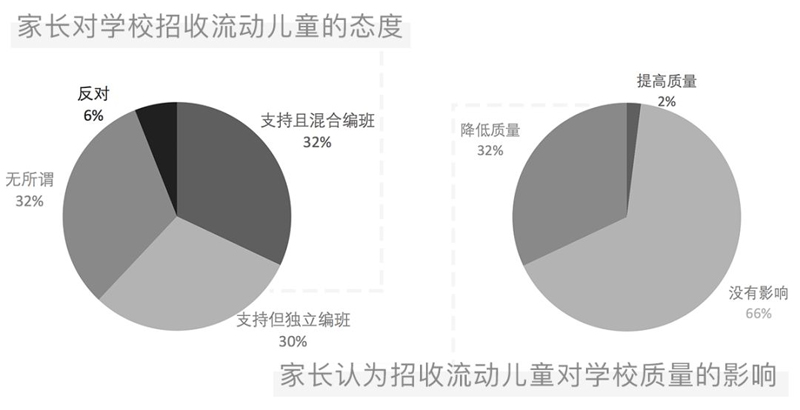 家长对学校招收流动儿童的态度
反对
6%
支持且混合编班
32%
无所谓
32%
支持但独立编班
30%
提高质量
2%
降低质量
32%
没有影响
66%
家长认为招收流动儿童对学校质量的影响